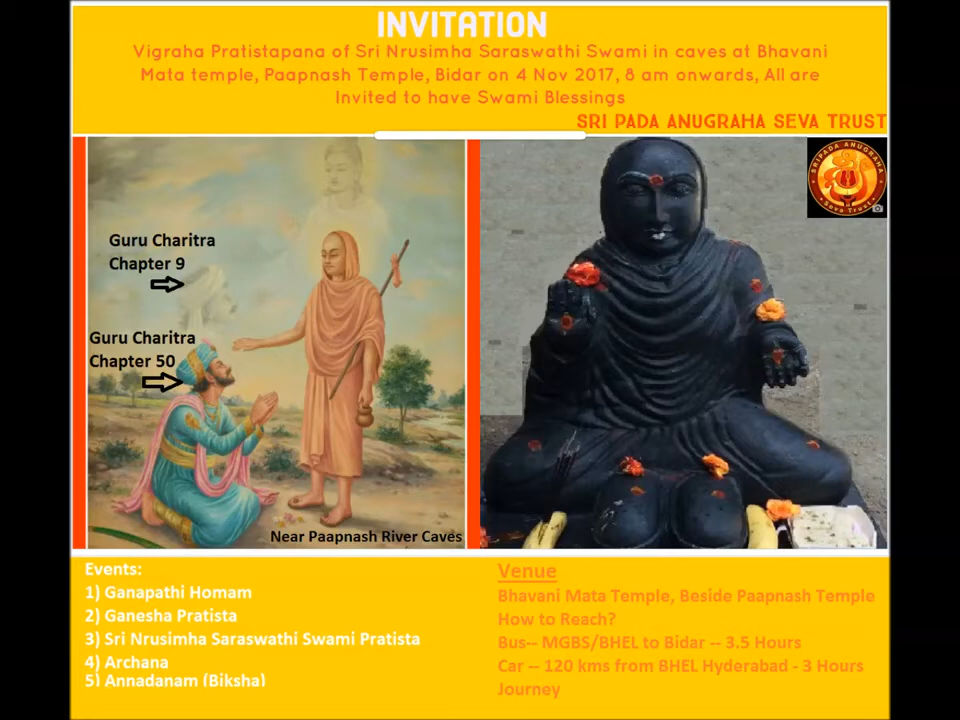 INVITATION
Vigraha Pratistapana of Sri Nrusimha Saraswathi Swami in caves at Bhavani
Mata temple, Paapnash Temple, Bidar on 4 Nov 2017, 8 am onwards, All are
Invited to have Swami Blessings
SRI PADA ANUGRAHA SEVA TRUST
SRIPADA ANUGRAHA
Seva Trust
Guru Charitra
Chapter 9
Guru Charitra
Chapter 50
Near Paapnash River Caves
Events:
1) Ganapathi Homam
2) Ganesha Pratista
3) Sri Nrusimha Saraswathi Swami Pratista
4) Archana
5) Annadanam (Biksha)
Venue
Bhavani Mata Temple, Beside Paapnash Temple
How to Reach?
Bus-- MGBS/BHEL to Bidar -- 3.5 Hours
Car -- 120 kms from BHEL Hyderabad - 3 Hours
Journey